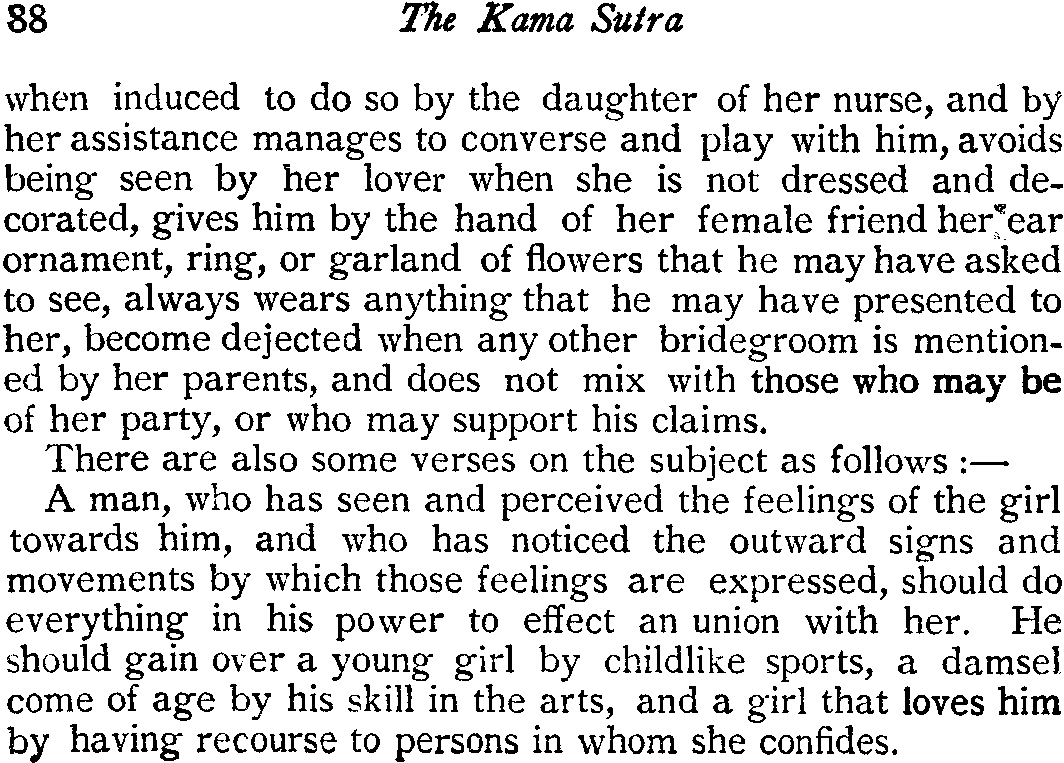 88 The Kama Sutra
when induced to do so by the daughter of her nurse, and by
her assistance manages to converse and play with him, avoids
being seen by her lover when she is not dressed and de-
corated, gives him by the hand of her female friend her ear
ornament, ring, or garland of flowers that he may have asked
to see, always wears anything that he may have presented to
her, become dejected when any other bridegroom is mention-
ed by her parents, and does not mix with those who may be
of her party, or who may support his claims.
There are also some verses on the subject as follows :—
A man, who has seen and perceived the feelings of the girl
towards him, and who has noticed the outward signs and
movements by which those feelings are expressed, should do
everything in his power to effect an union with her. He
should gain over a young girl by childlike sports, a damsel
come of age by his skill in the arts, and a girl that loves him
by having recourse to persons in whom she confides.